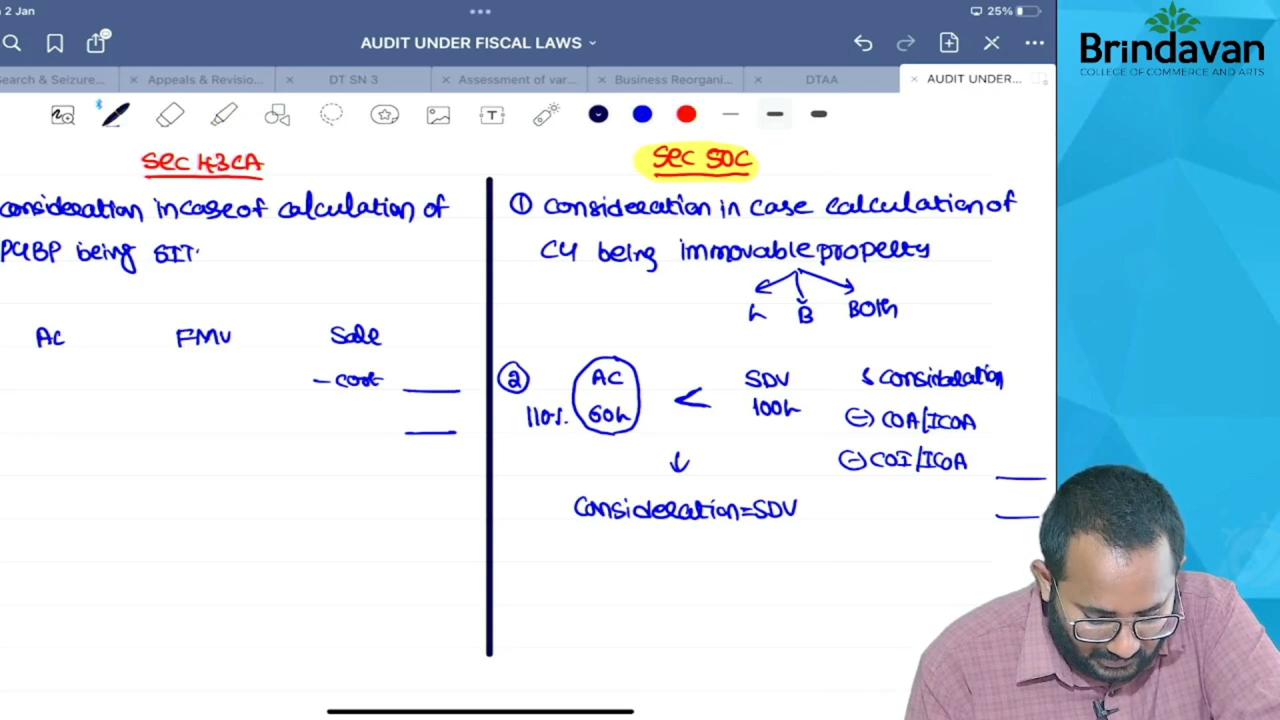 2 Jan
25%
AUDIT UNDER FISCAL LAWS
earch & Seizure...
Appeals & Revisio...
DT SN 3
Assessment of var...
Business Reorgani...
DTAA
AUDIT UNDER...
Brindavan
COLLEGE OF COMMERCE AND ARTS
T
Sec 43CA
consideration in case of calculation of
PGBP being SIT
AC FMV Sale
- cost
Sec 50C
① consideration in case calculation of
CG being immovable property
L B Both
② AC < SDV
110%. 60L 100L
↓
consideration=SDV
consideration
(-) COA/ICOA
(-) COI/ICOA